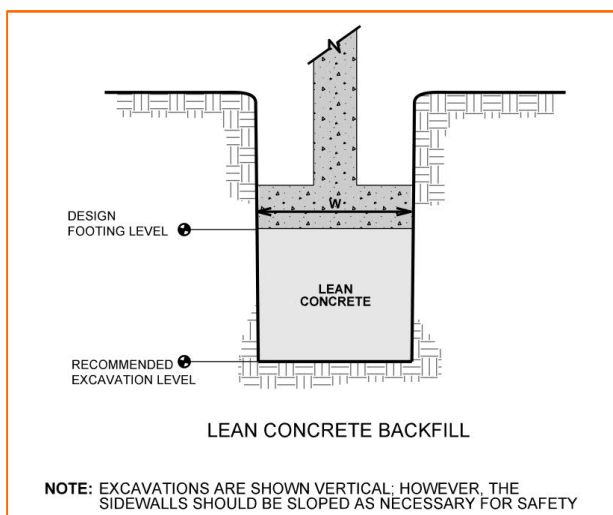 W
DESIGN
FOOTING LEVEL
LEAN
CONCRETE
RECOMMENDED
EXCAVATION LEVEL
LEAN CONCRETE BACKFILL
NOTE: EXCAVATIONS ARE SHOWN VERTICAL; HOWEVER, THE
SIDEWALLS SHOULD BE SLOPED AS NECESSARY FOR SAFETY